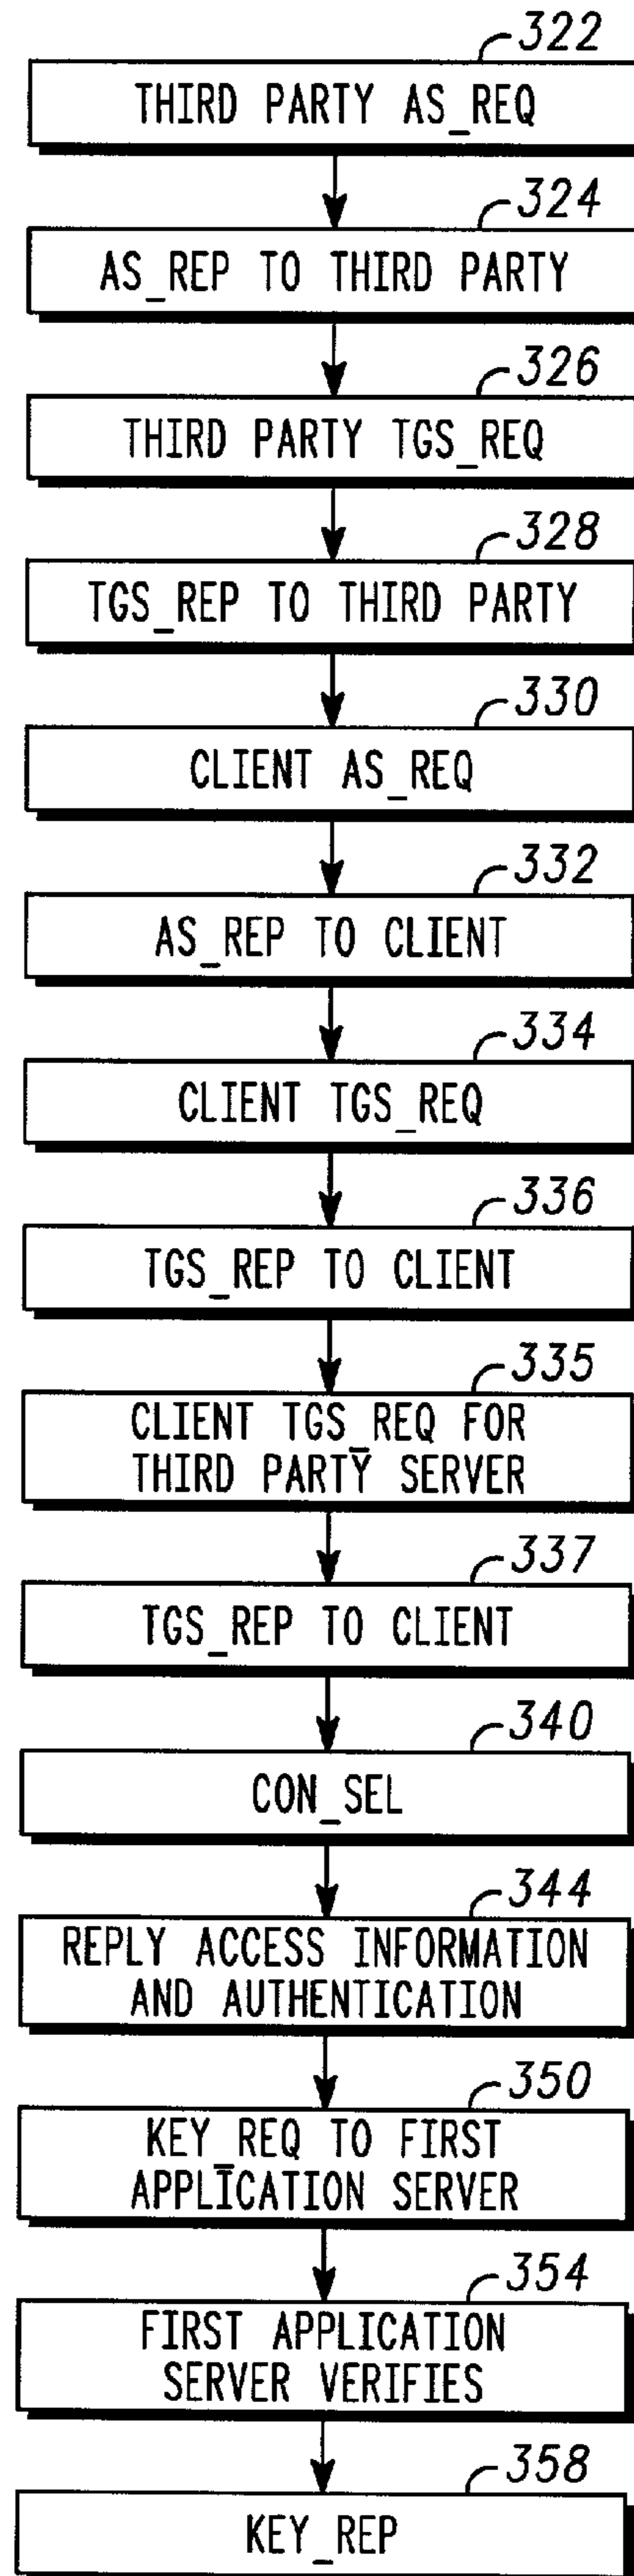 322
THIRD PARTY AS_REQ
324
AS_REP TO THIRD PARTY
326
THIRD PARTY TGS_REQ
328
TGS_REP TO THIRD PARTY
330
CLIENT AS_REQ
332
AS_REP TO CLIENT
334
CLIENT TGS_REQ
336
TGS_REP TO CLIENT
335
CLIENT TGS_REQ FOR
THIRD PARTY SERVER
337
TGS_REP TO CLIENT
340
CON_SEL
344
REPLY ACCESS INFORMATION
AND AUTHENTICATION
350
KEY_REQ TO FIRST
APPLICATION SERVER
354
FIRST APPLICATION
SERVER VERIFIES
358
KEY_REP